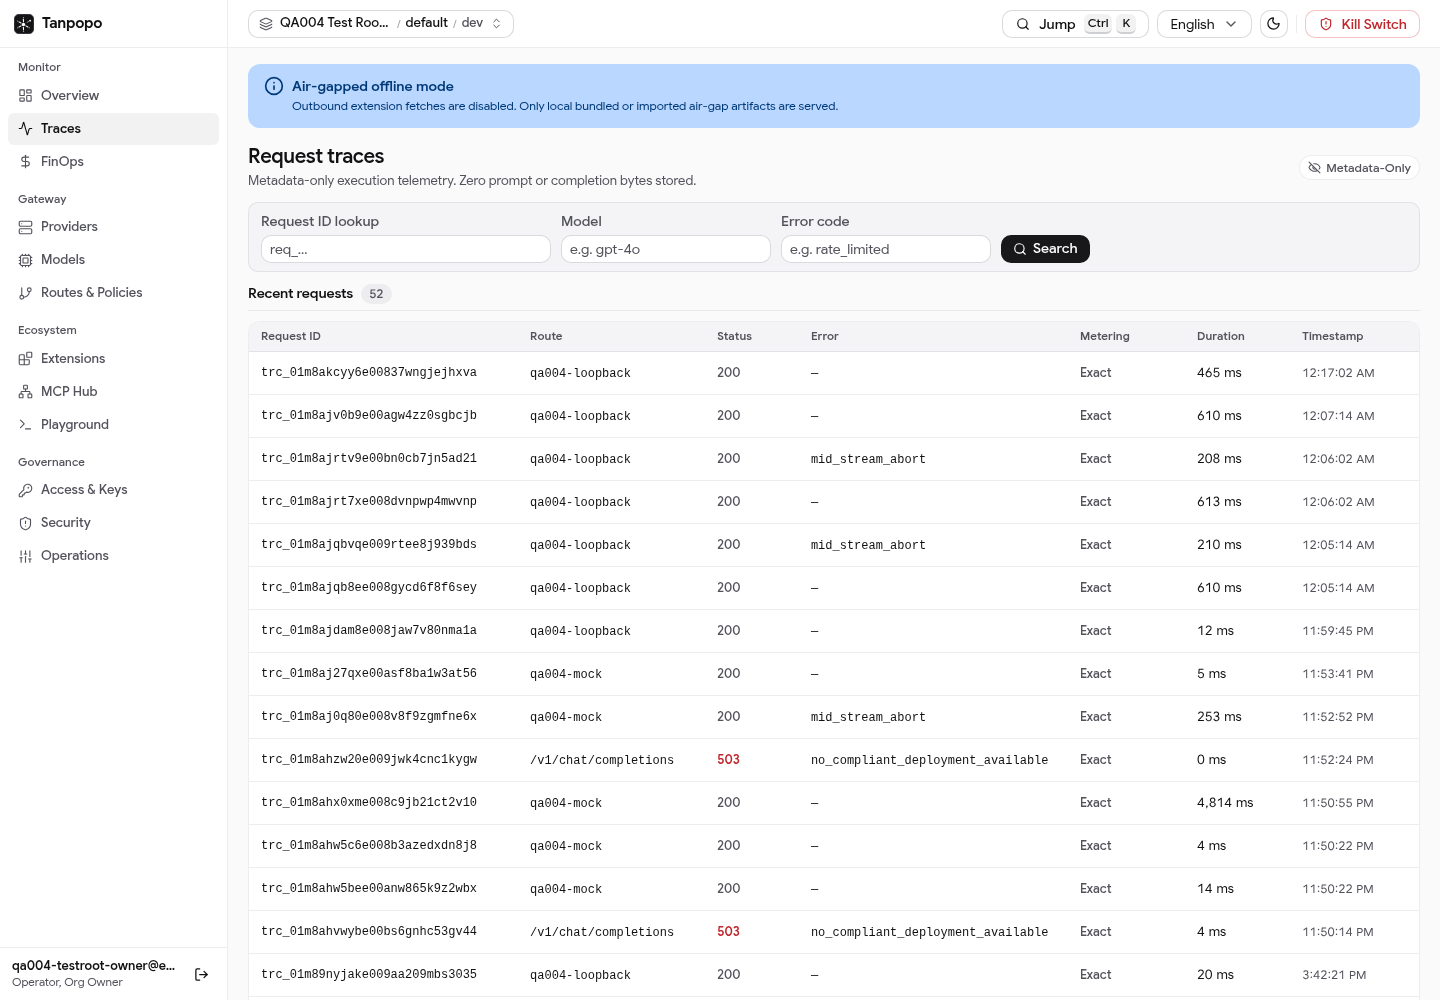 Tanpopo
QA004 Test Roo... / default / dev
Jump Ctrl K
English
Kill Switch
Monitor
Overview
Traces
FinOps
Gateway
Providers
Models
Routes & Policies
Ecosystem
Extensions
MCP Hub
Playground
Governance
Access & Keys
Security
Operations
qa004-testroot-owner@e...
Operator, Org Owner
Air-gapped offline mode
Outbound extension fetches are disabled. Only local bundled or imported air-gap artifacts are served.
Request traces
Metadata-only execution telemetry. Zero prompt or completion bytes stored.
Metadata-Only
Request ID lookup Model Error code
req_... e.g. gpt-4o e.g. rate_limited Search
Recent requests 52
Request ID Route Status Error Metering Duration Timestamp
trc_01m8akcyy6e00837wngjejhxva qa004-loopback 200 — Exact 465 ms 12:17:02 AM
trc_01m8ajv0b9e00agw4zz0sgbcjb qa004-loopback 200 — Exact 610 ms 12:07:14 AM
trc_01m8ajrtv9e00bn0cb7jn5ad21 qa004-loopback 200 mid_stream_abort Exact 208 ms 12:06:02 AM
trc_01m8ajrt7xe008dvnpwp4mwvnp qa004-loopback 200 — Exact 613 ms 12:06:02 AM
trc_01m8ajqbvqe009rtee8j939bds qa004-loopback 200 mid_stream_abort Exact 210 ms 12:05:14 AM
trc_01m8ajqb8ee008gycd6f8f6sey qa004-loopback 200 — Exact 610 ms 12:05:14 AM
trc_01m8ajdam8e008jaw7v80nma1a qa004-loopback 200 — Exact 12 ms 11:59:45 PM
trc_01m8aj27qxe00asf8ba1w3at56 qa004-mock 200 — Exact 5 ms 11:53:41 PM
trc_01m8aj0q80e008v8f9zgmfne6x qa004-mock 200 mid_stream_abort Exact 253 ms 11:52:52 PM
trc_01m8ahzw20e009jwk4cnc1kygw /v1/chat/completions 503 no_compliant_deployment_available Exact 0 ms 11:52:24 PM
trc_01m8ahx0xme008c9jb21ct2v10 qa004-mock 200 — Exact 4,814 ms 11:50:55 PM
trc_01m8ahw5c6e008b3azedxdn8j8 qa004-mock 200 — Exact 4 ms 11:50:22 PM
trc_01m8ahw5bee00anw865k9z2wbx qa004-mock 200 — Exact 14 ms 11:50:22 PM
trc_01m8ahvwybe00bs6gnhc53gv44 /v1/chat/completions 503 no_compliant_deployment_available Exact 4 ms 11:50:14 PM
trc_01m89nyjake009aa209mbs3035 qa004-loopback 200 — Exact 20 ms 3:42:21 PM